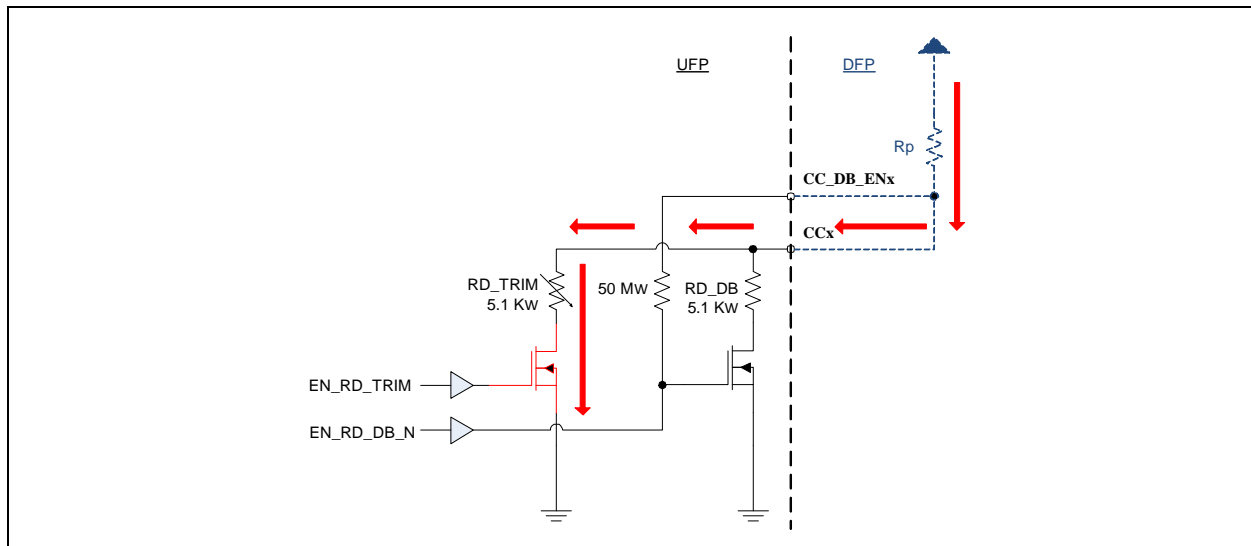 UFP
DFP
Rp
CC_DB_ENx
CCx
RD_TRIM
5.1 Kw
50 Mw
RD_DB
5.1 Kw
EN_RD_TRIM
EN_RD_DB_N